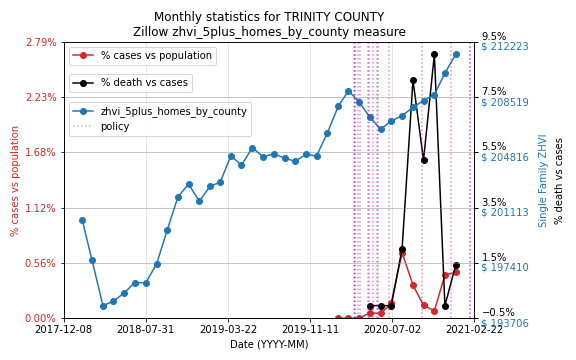 Monthly statistics for TRINITY COUNTY
Zillow zhvi_5plus_homes_by_county measure
% cases vs population
% death vs cases
zhvi_5plus_homes_by_county
policy
2.79%
2.23%
1.68%
1.12%
0.56%
0.00%
% cases vs population
9.5%
$ 212223
7.5%
$ 208519
5.5%
$ 204816
3.5%
$ 201113
1.5%
$ 197410
−0.5%
$ 193706
Single Family ZHVI
% death vs cases
2017-12-08
2018-07-31
2019-03-22
2019-11-11
2020-07-02
2021-02-22
Date (YYYY-MM)